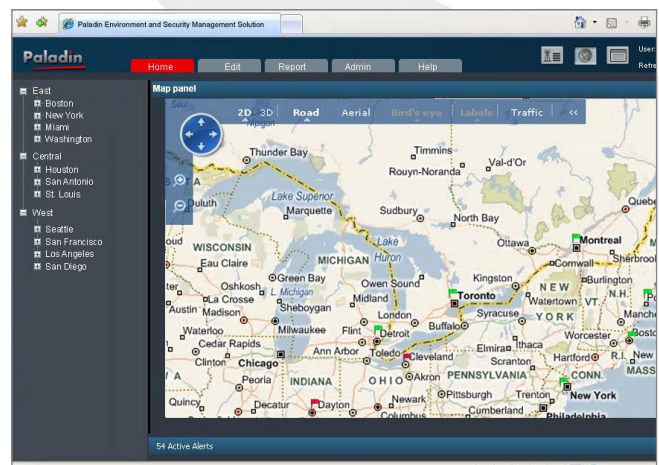 Paladin Environment and Security Management Solution
Paladin
Home Edit Report Admin Help
User:
Refre
East
Boston
New York
Miami
Washington
Central
Houston
San Antonio
St. Louis
West
Seattle
San Francisco
Los Angeles
San Diego
Map panel
2D 3D Road Aerial Bird's eye Labels Traffic <<
Nipigon
Thunder Bay
Timmins
Val-d'Or
Rouyn-Noranda
Duluth
Lake Superior
Marquette
Sudbury
North Bay
Quebe
Ottawa
Montreal
Cornwall
Sherbrook
oud
WISCONSIN
Eau Claire
MICHIGAN
Lake Huron
Green Bay
Oshkosh
L. Michigan
Owen Sound
Kingston
Burlington
NEW YORK
VT.
N.H.
ter
La Crosse
Sheboygan
Midland
Toronto
Watertown
Austin
Madison
London
Syracuse
Manche
Waterloo
Milwaukee
Flint
Detroit
Buffalo
Worcester
Bosto
Cedar Rapids
Ann Arbor
Toledo
Cleveland
Elmira
Ithaca
Scranton
Hartford
R.I.
New
MASS
Clinton
Chicago
Peoria
INDIANA
OHIO
Akron
PENNSYLVANIA
CONN.
Quincy
Decatur
Dayton
Newark
Pittsburgh
Trenton
New York
Columbus
Cumberland
Philadelphia
54 Active Alerts